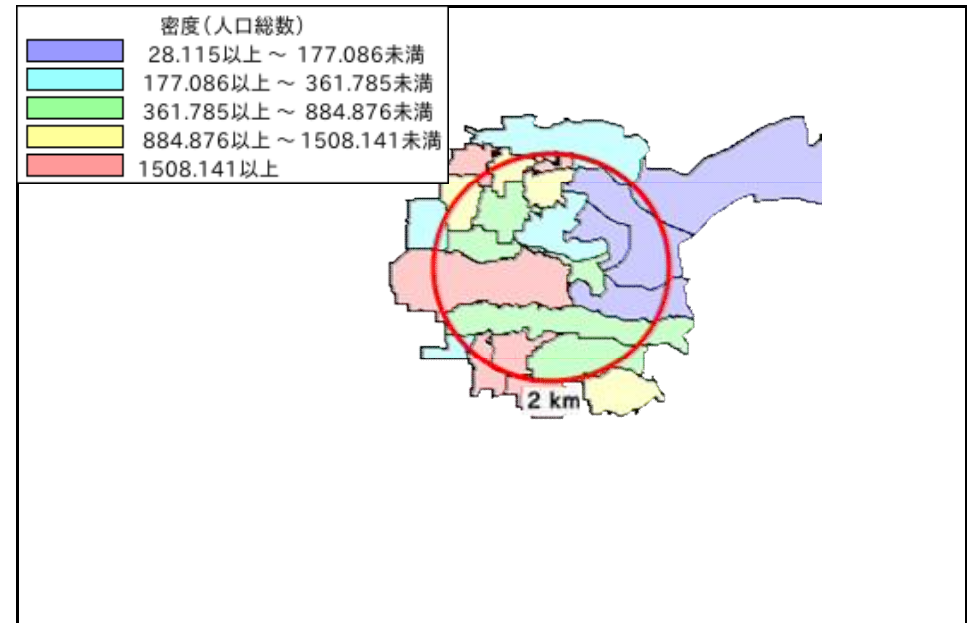 密度(人口総数)
28.115以上 ～ 177.086未満
177.086以上 ～ 361.785未満
361.785以上 ～ 884.876未満
884.876以上 ～ 1508.141未満
1508.141以上
2 km